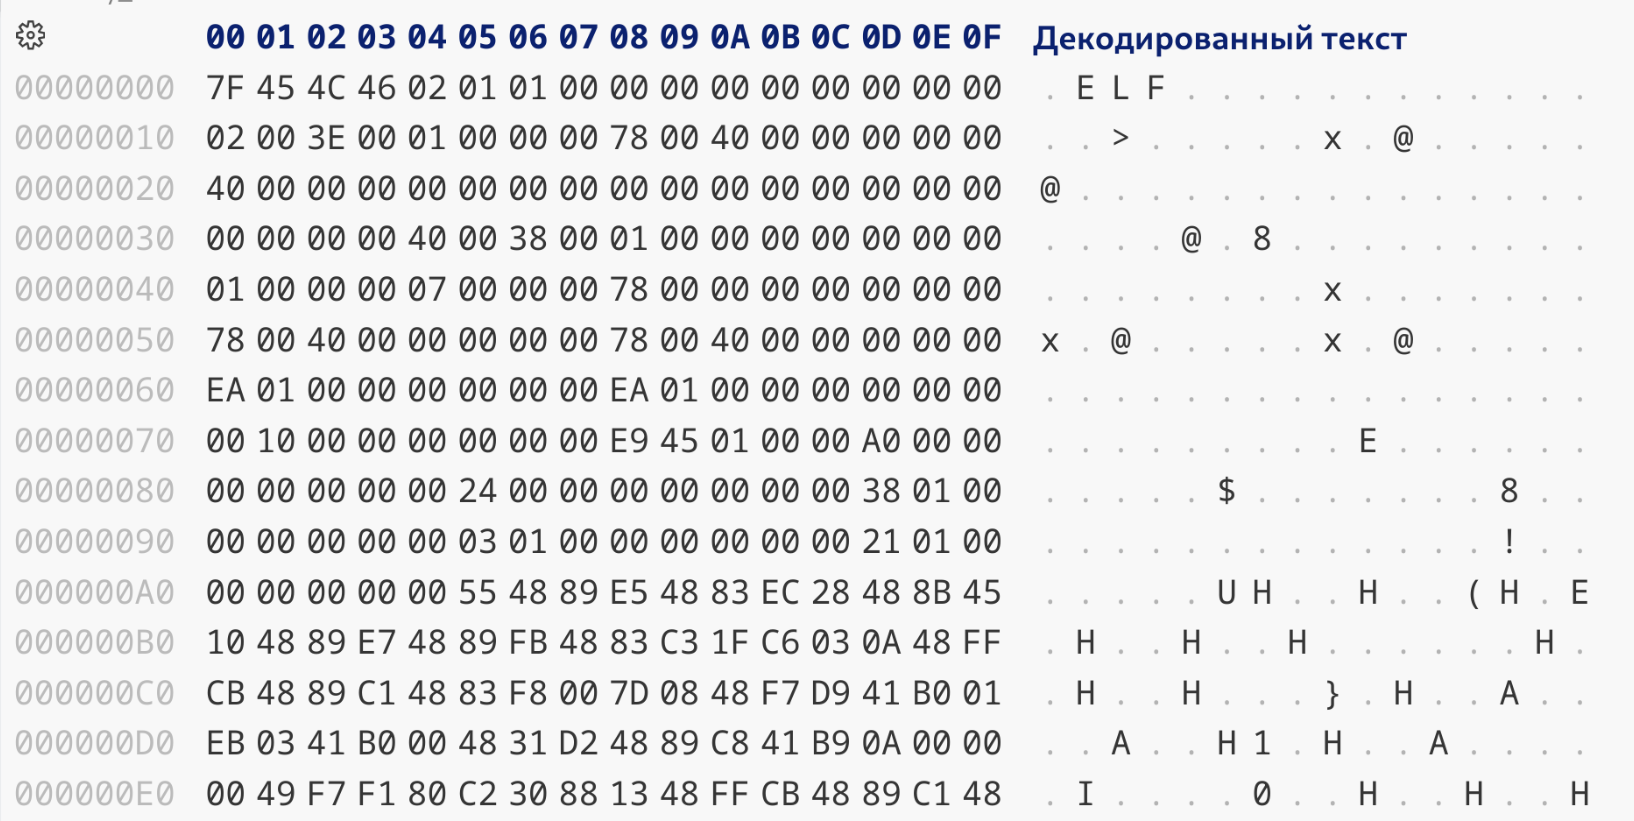 00 01 02 03 04 05 06 07 08 09 0A 0B 0C 0D 0E 0F Декодированный текст
00000000 7F 45 4C 46 02 01 01 00 00 00 00 00 00 00 00 00 . E L F . . . . . . . . . . . .
00000010 02 00 3E 00 01 00 00 00 78 00 40 00 00 00 00 00 . . > . . . . . x . @ . . . . .
00000020 40 00 00 00 00 00 00 00 00 00 00 00 00 00 00 00 @ . . . . . . . . . . . . . . .
00000030 00 00 00 00 40 00 38 00 01 00 00 00 00 00 00 00 . . . . @ . 8 . . . . . . . . .
00000040 01 00 00 00 07 00 00 00 78 00 00 00 00 00 00 00 . . . . . . . . x . . . . . . .
00000050 78 00 40 00 00 00 00 00 78 00 40 00 00 00 00 00 x . @ . . . . . x . @ . . . . .
00000060 EA 01 00 00 00 00 00 00 EA 01 00 00 00 00 00 00 . . . . . . . . . . . . . . . .
00000070 00 10 00 00 00 00 00 00 E9 45 01 00 00 A0 00 00 . . . . . . . . . E . . . . . .
00000080 00 00 00 00 00 24 00 00 00 00 00 00 00 38 01 00 . . . . . $ . . . . . . . 8 . .
00000090 00 00 00 00 00 03 01 00 00 00 00 00 00 21 01 00 . . . . . . . . . . . . . ! . .
000000A0 00 00 00 00 00 55 48 89 E5 48 83 EC 28 48 8B 45 . . . . . U H . . H . . ( H . E
000000B0 10 48 89 E7 48 89 FB 48 83 C3 1F C6 03 0A 48 FF . H . . H . . H . . . . . . H .
000000C0 CB 48 89 C1 48 83 F8 00 7D 08 48 F7 D9 41 B0 01 . H . . H . . . } . H . . A . .
000000D0 EB 03 41 B0 00 48 31 D2 48 89 C8 41 B9 0A 00 00 . . A . . H 1 . H . . A . . . .
000000E0 00 49 F7 F1 80 C2 30 88 13 48 FF CB 48 89 C1 48 . I . . . . 0 . . H . . H . . H